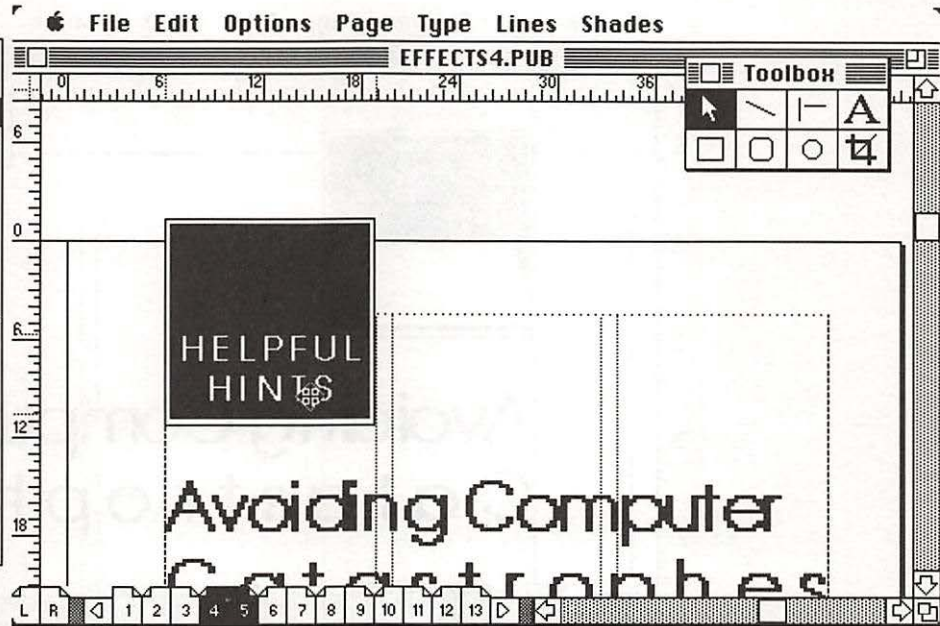 File Edit Options Page Type Lines Shades
EFFECTS4.PUB
Toolbox
0 6 12 18 24 30 36
A
6
0
6
12
18
HELPFUL
HINTS
Avoiding Computer
Catastrophes
L R 1 2 3 4 5 6 7 8 9 10 11 12 13